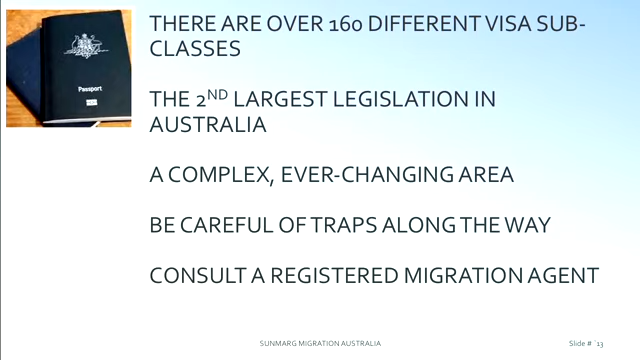 THERE ARE OVER 160 DIFFERENT VISA SUB-
CLASSES
THE 2ND LARGEST LEGISLATION IN
AUSTRALIA
A COMPLEX, EVER-CHANGING AREA
BE CAREFUL OF TRAPS ALONG THE WAY
CONSULT A REGISTERED MIGRATION AGENT
Passport
SUNMARG MIGRATION AUSTRALIA
Slide # `13